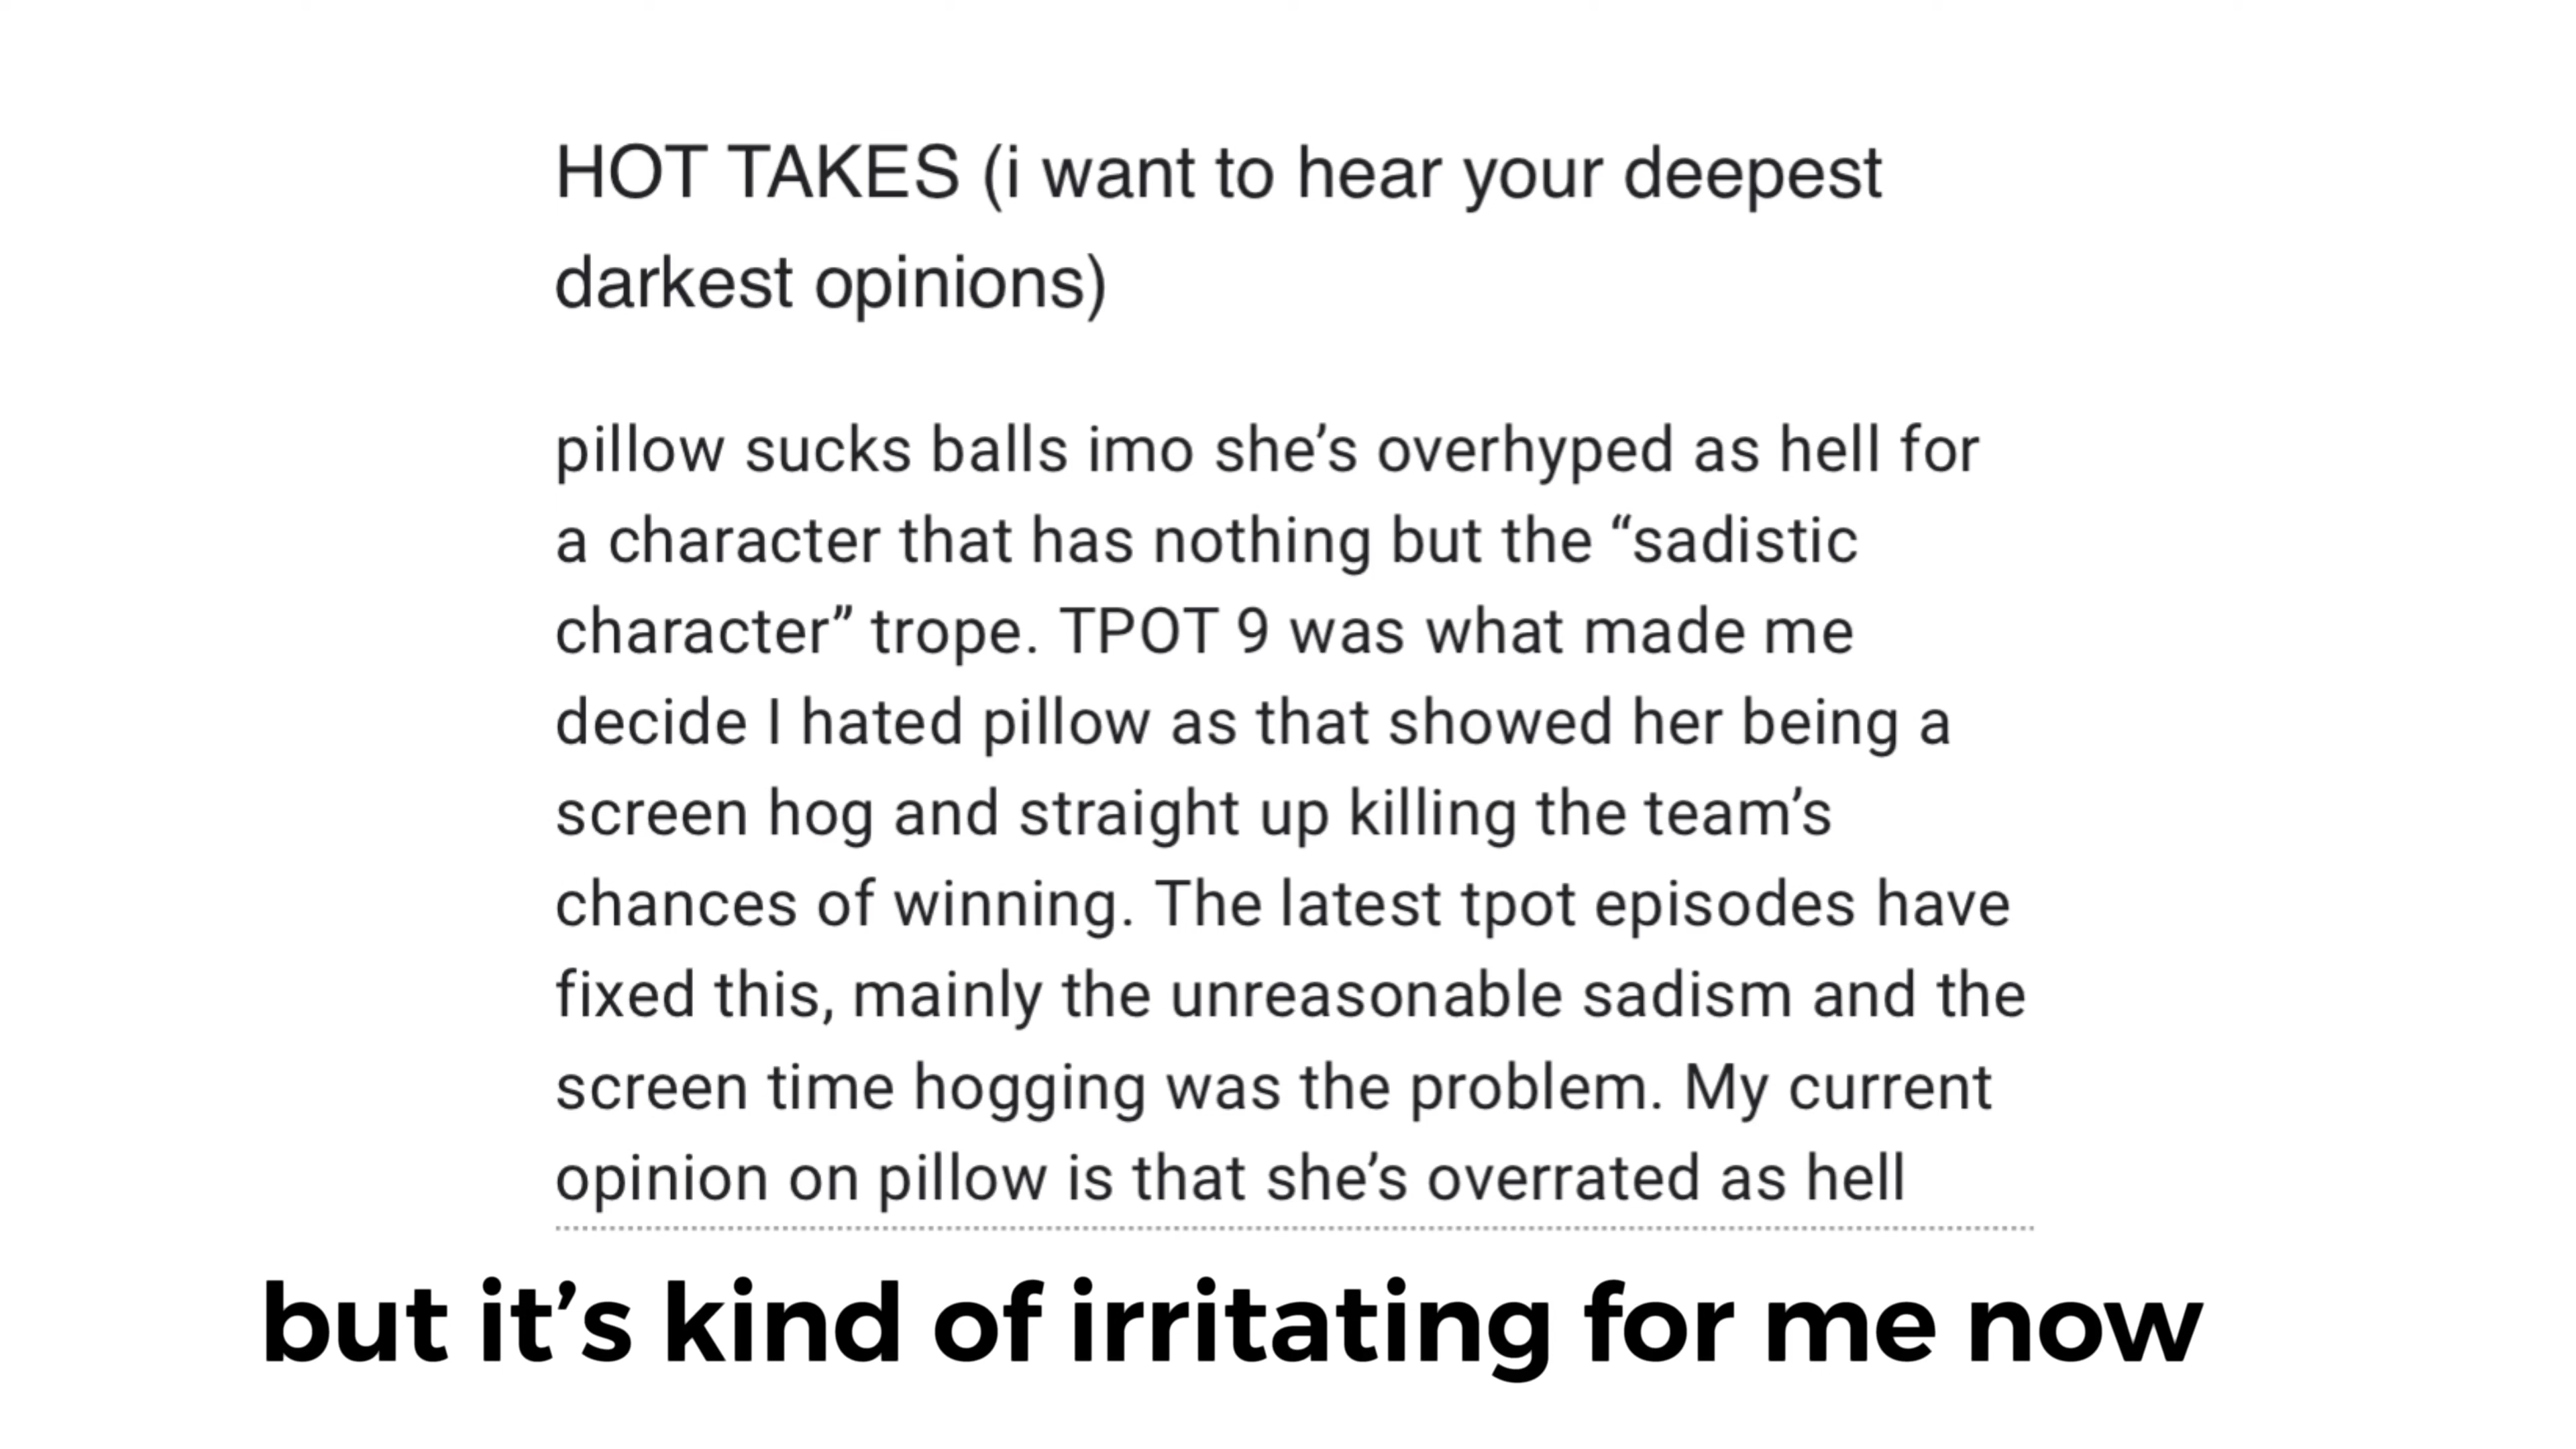 HOT TAKES (i want to hear your deepest
darkest opinions)
pillow sucks balls imo she’s overhyped as hell for
a character that has nothing but the “sadistic
character” trope. TPOT 9 was what made me
decide I hated pillow as that showed her being a
screen hog and straight up killing the team’s
chances of winning. The latest tpot episodes have
fixed this, mainly the unreasonable sadism and the
screen time hogging was the problem. My current
opinion on pillow is that she’s overrated as hell
but it’s kind of irritating for me now